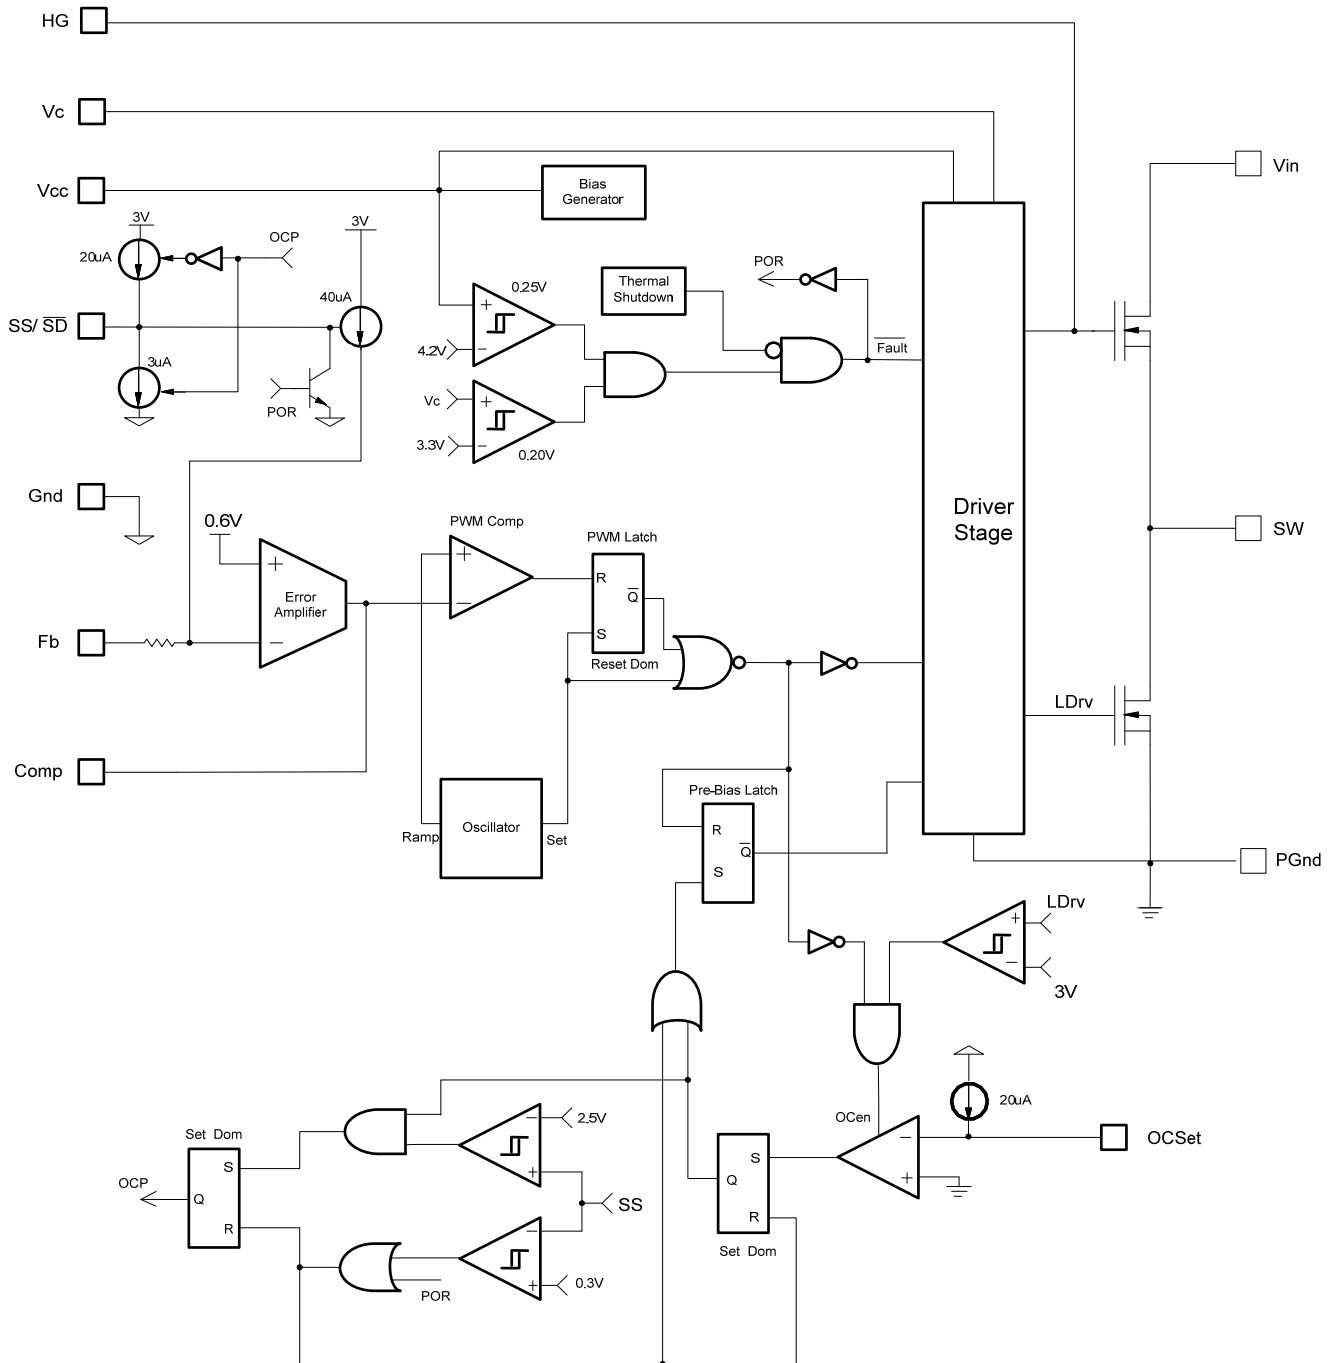 HG
Vc
Vcc
Bias
Generator
Vin
3V
3V
OCP
20uA
POR
Thermal
Shutdown
0.25V
+
40uA
SS/ SD
4.2V
−
Fault
3uA
Vc
+
POR
3.3V
−
0.20V
Gnd
Driver
Stage
0.6V
PWM Comp
SW
PWM Latch
+
+
R
Q
Error
Amplifier
−
S
Fb
−
Reset Dom
LDrv
Comp
Pre-Bias Latch
Oscillator
Ramp
Set
R
Q
S
PGnd
LDrv
+
−
3V
20uA
OCen
−
OCSet
+
2.5V
−
+
Set Dom
S
Q
R
OCP
SS
S
Q
R
Set Dom
−
+
0.3V
POR